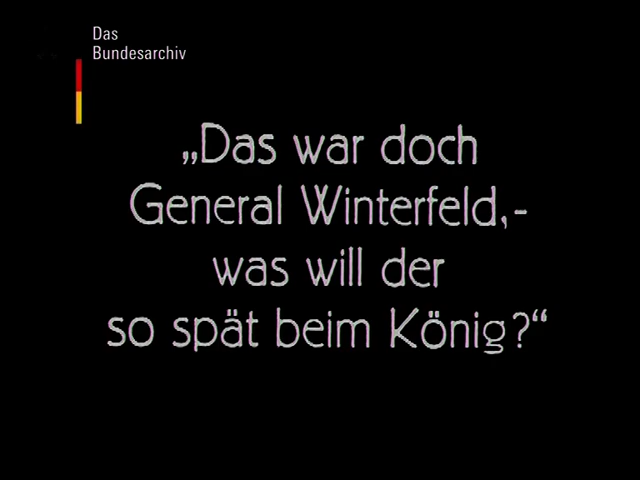 Das
Bundesarchiv
„Das war doch
General Winterfeld,-
was will der
so spät beim König?“